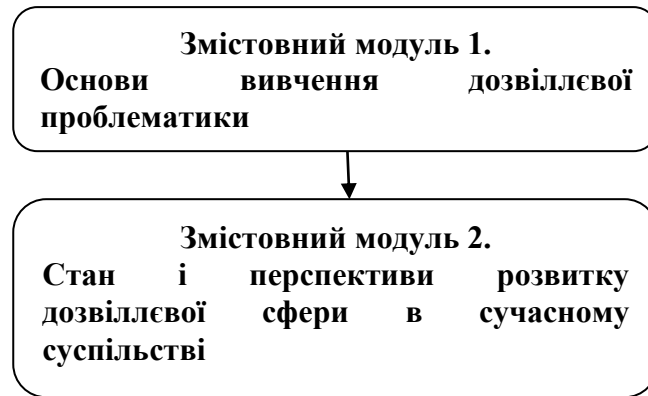 Змістовний модуль 1.
Основи вивчення дозвіллєвої
проблематики
Змістовний модуль 2.
Стан і перспективи розвитку
дозвіллєвої сфери в сучасному
суспільстві